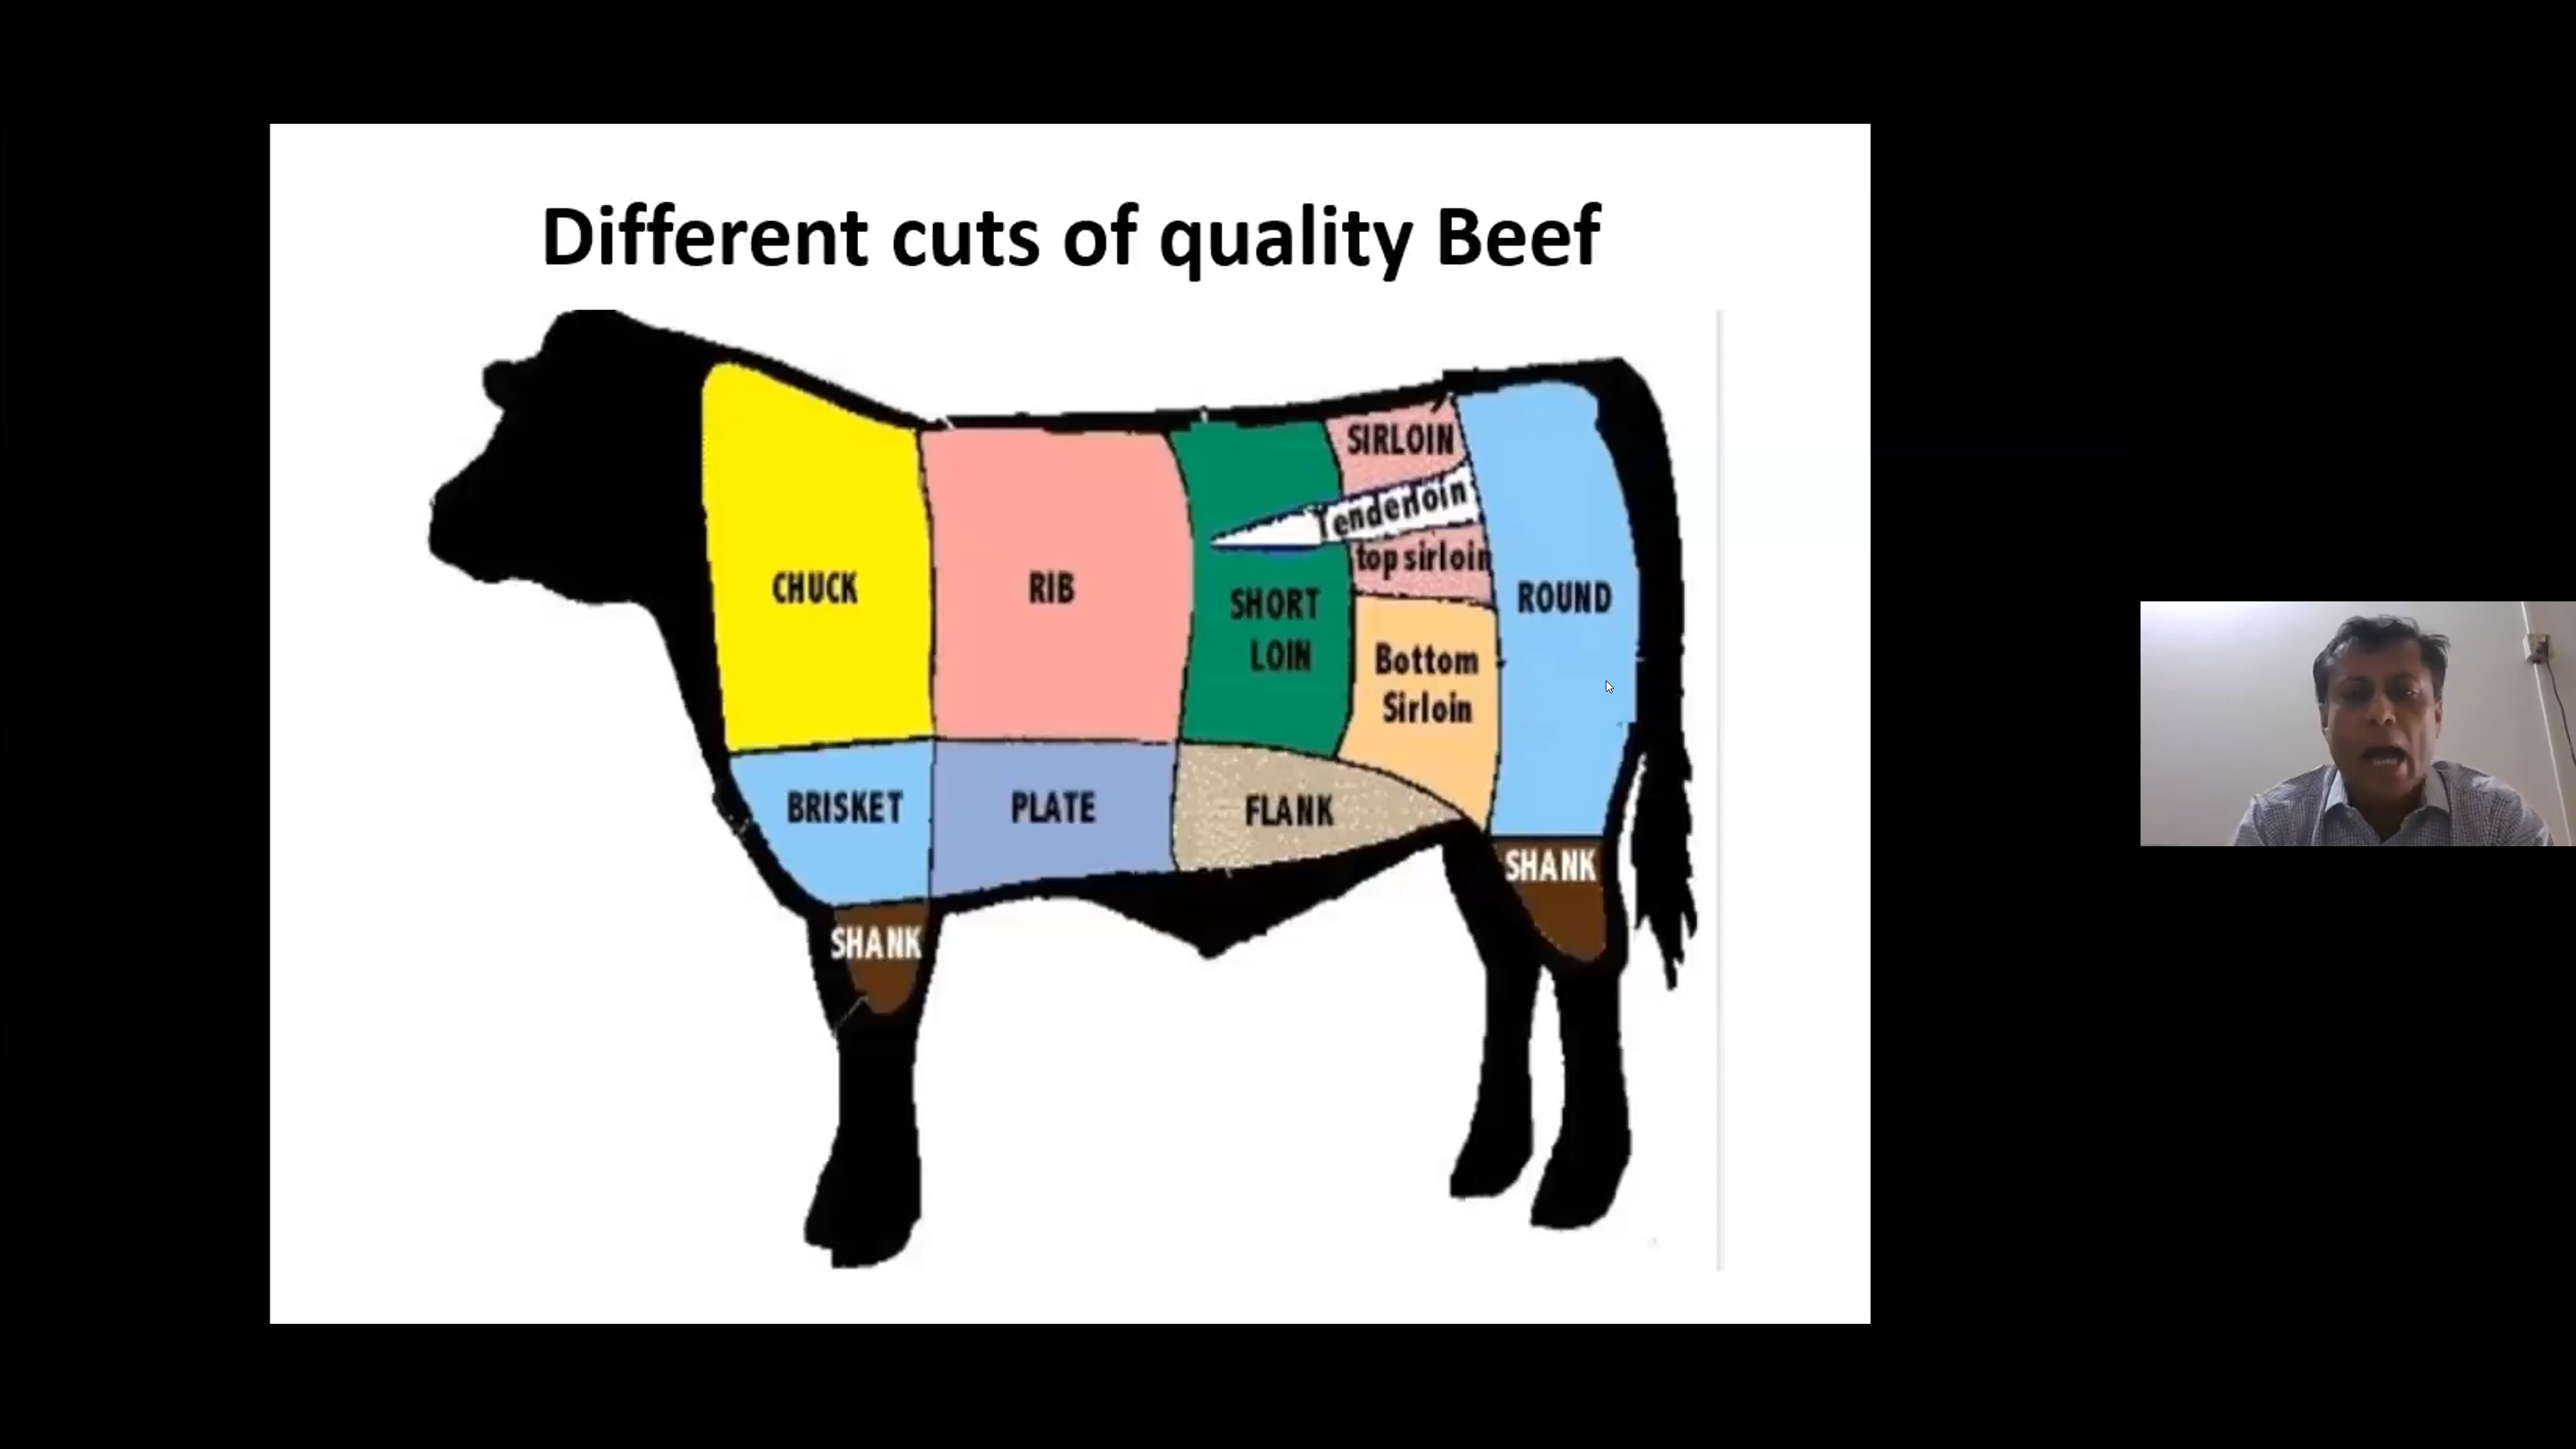 Different cuts of quality Beef
SIRLOIN
Tenderloin
top sirloin
CHUCK
RIB
SHORT
LOIN
ROUND
Bottom
Sirloin
BRISKET
PLATE
FLANK
SHANK
SHANK